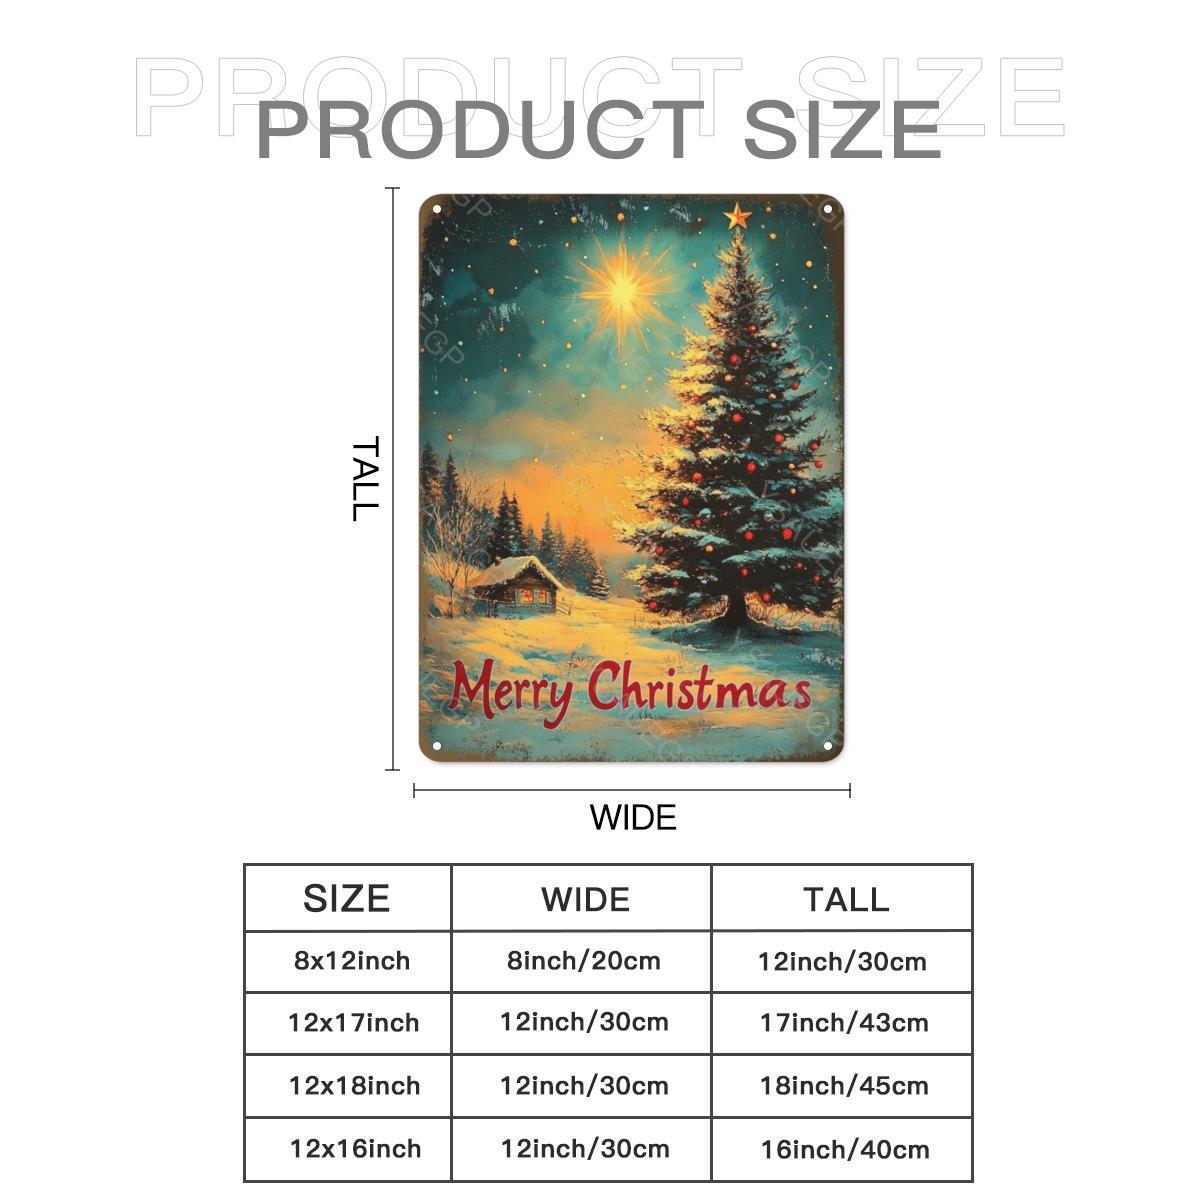 PRODUCT SIZE
PRODUCT SIZE
TALL
Merry Christmas
WIDE
SIZE WIDE TALL
8x12inch 8inch/20cm 12inch/30cm
12x17inch 12inch/30cm 17inch/43cm
12x18inch 12inch/30cm 18inch/45cm
12x16inch 12inch/30cm 16inch/40cm